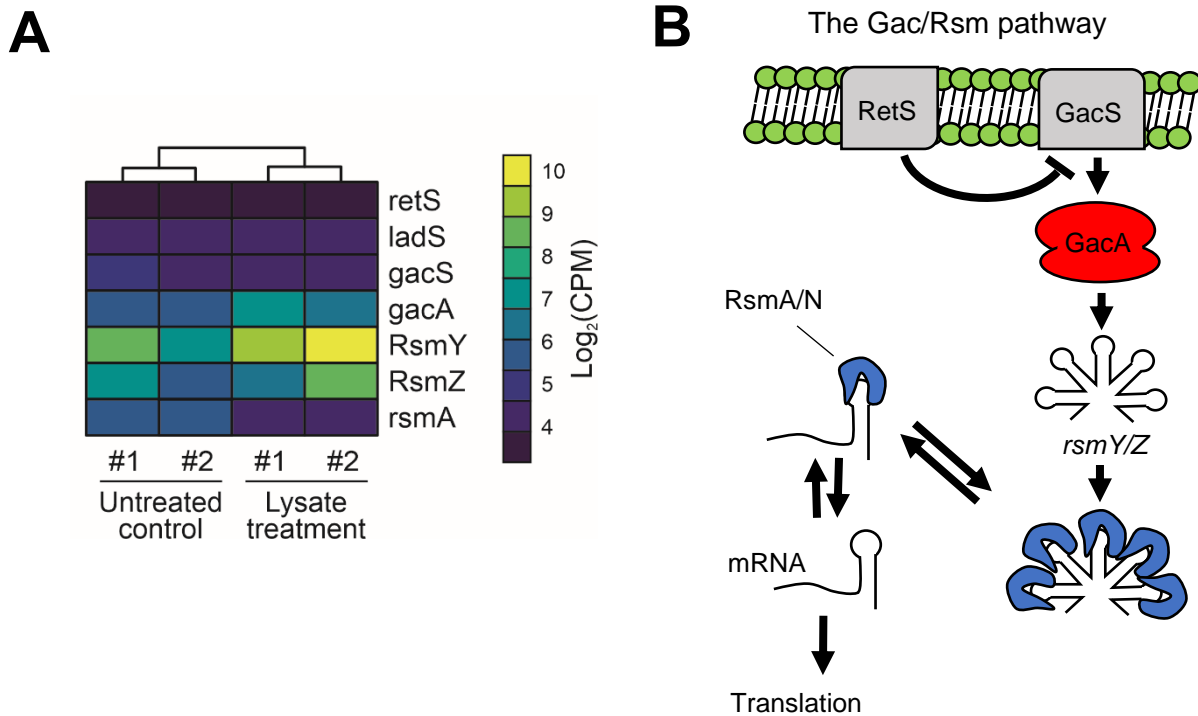 A
retS
ladS
gacS
gacA
RsmY
RsmZ
rsmA
#1 #2 #1 #2
Untreated
control
Lysate
treatment
10
9
8
7
6
5
4
Log₂(CPM)
B
The Gac/Rsm pathway
RetS
GacS
GacA
RsmA/N
rsmY/Z
mRNA
Translation